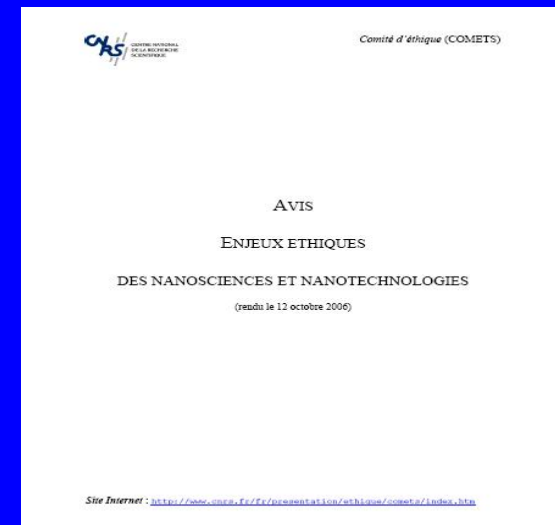 CNRS
CENTRE NATIONAL
DE LA RECHERCHE
SCIENTIFIQUE
Comité d'éthique (COMETS)
AVIS
ENJEUX ETHIQUES
DES NANOSCIENCES ET NANOTECHNOLOGIES
(rendu le 12 octobre 2006)
Site Internet : http://www.cnrs.fr/fr/presentation/ethique/comets/index.htm